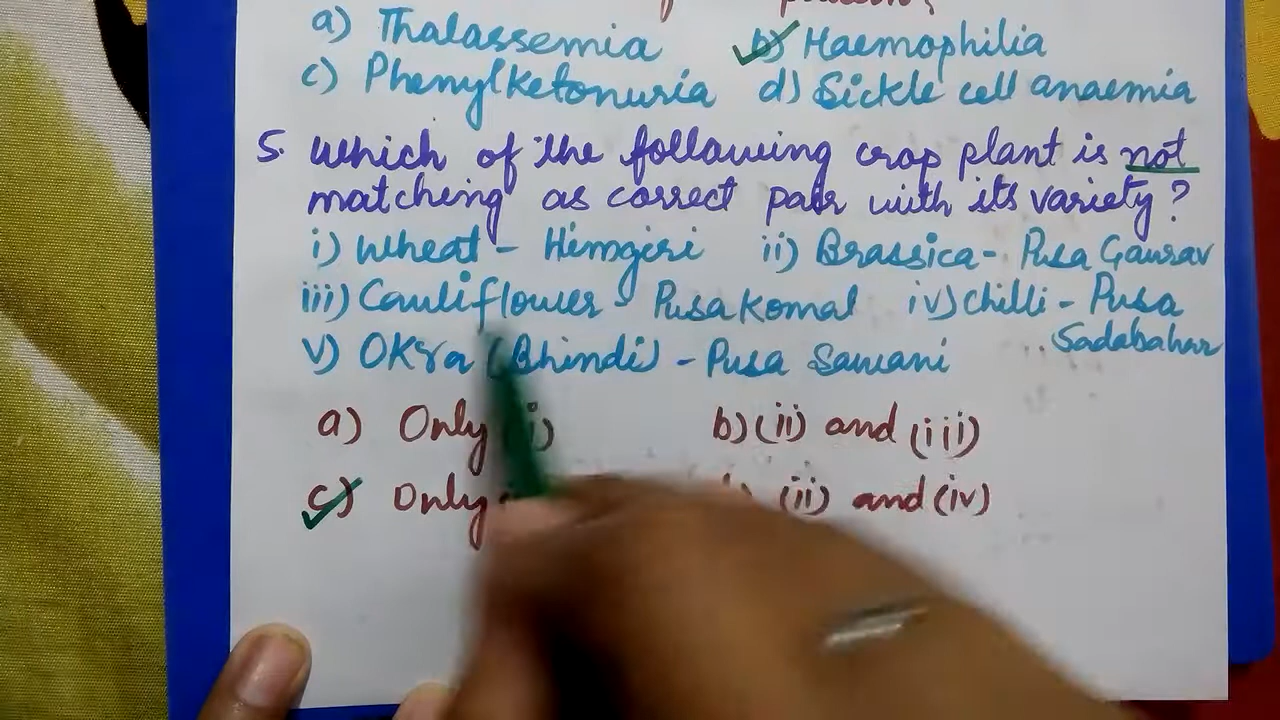 a) Thalassemia b) Haemophilia
c) Phenylketonuria d) Sickle cell anaemia
5. Which of the following crop plant is not
matching as correct pair with its variety?
i) Wheat - Himgiri ii) Brassica - Pusa Gaurav
iii) Cauliflower - Pusa Komal iv) Chilli - Pusa
Sadabahar
v) Okra (Bhindi) - Pusa Sawani
a) Only i) b) (ii) and (iii)
c) Only (ii) and (iv)